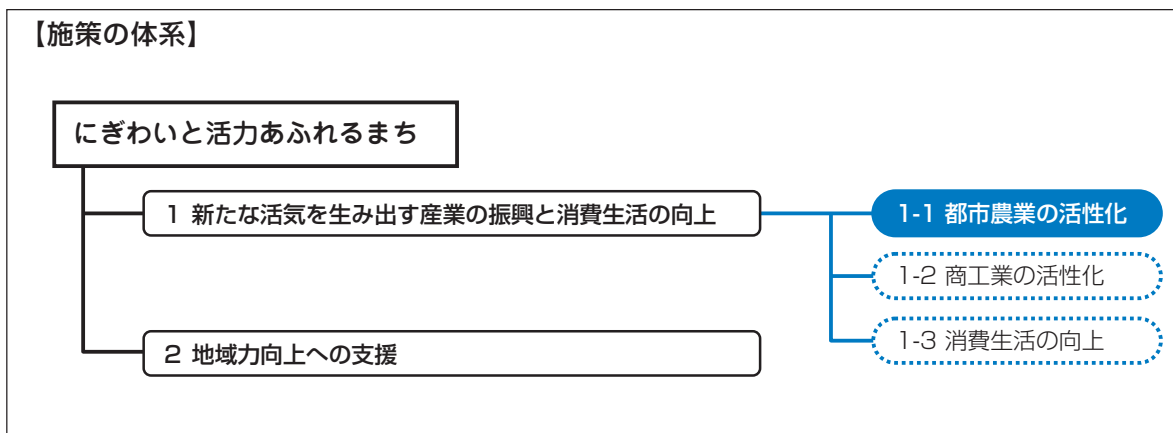 【施策の体系】
にぎわいと活力あふれるまち
1 新たな活気を生み出す産業の振興と消費生活の向上
1-1 都市農業の活性化
1-2 商工業の活性化
1-3 消費生活の向上
2 地域力向上への支援